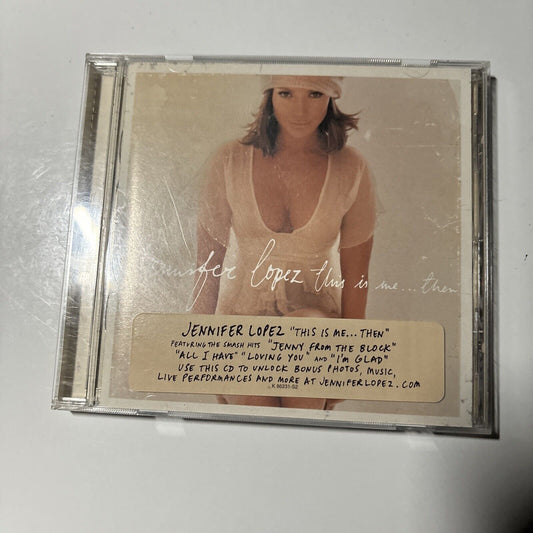 Jennifer Lopez this is me...then
JENNIFER LOPEZ "THIS IS ME... THEN"
FEATURING THE SMASH HITS "JENNY FROM THE BLOCK"
"ALL I HAVE" "LOVING YOU" AND "I'M GLAD"
USE THIS CD TO UNLOCK BONUS PHOTOS, MUSIC,
LIVE PERFORMANCES AND MORE AT JENNIFERLOPEZ.COM
K 86231-S2